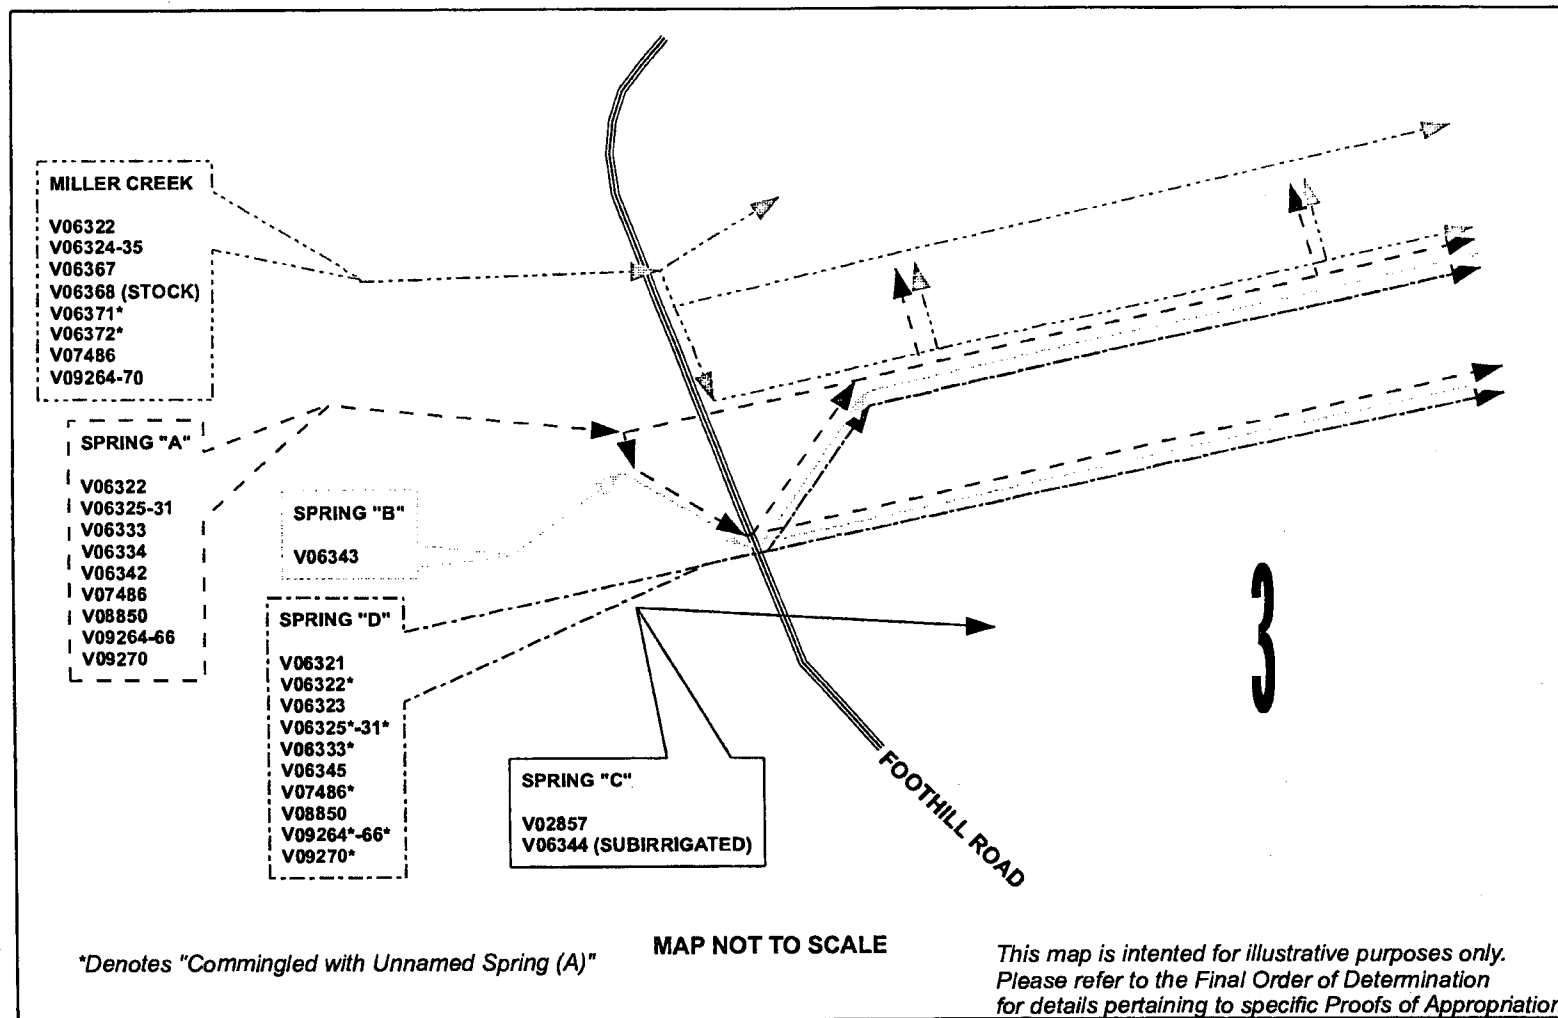 MILLER CREEK
V06322
V06324-35
V06367
V06368 (STOCK)
V06371*
V06372*
V07486
V09264-70
SPRING "A"
V06322
V06325-31
V06333
V06334
V06342
V07486
V08850
V09264-66
V09270
SPRING "B"
V06343
SPRING "D"
V06321
V06322*
V06323
V06325*-31*
V06333*
V06345
V07486*
V08850
V09264*-66*
V09270*
SPRING "C"
V02857
V06344 (SUBIRRIGATED)
FOOTHILL ROAD
3
MAP NOT TO SCALE
*Denotes "Commingled with Unnamed Spring (A)"
This map is intented for illustrative purposes only.
Please refer to the Final Order of Determination
for details pertaining to specific Proofs of Appropriation